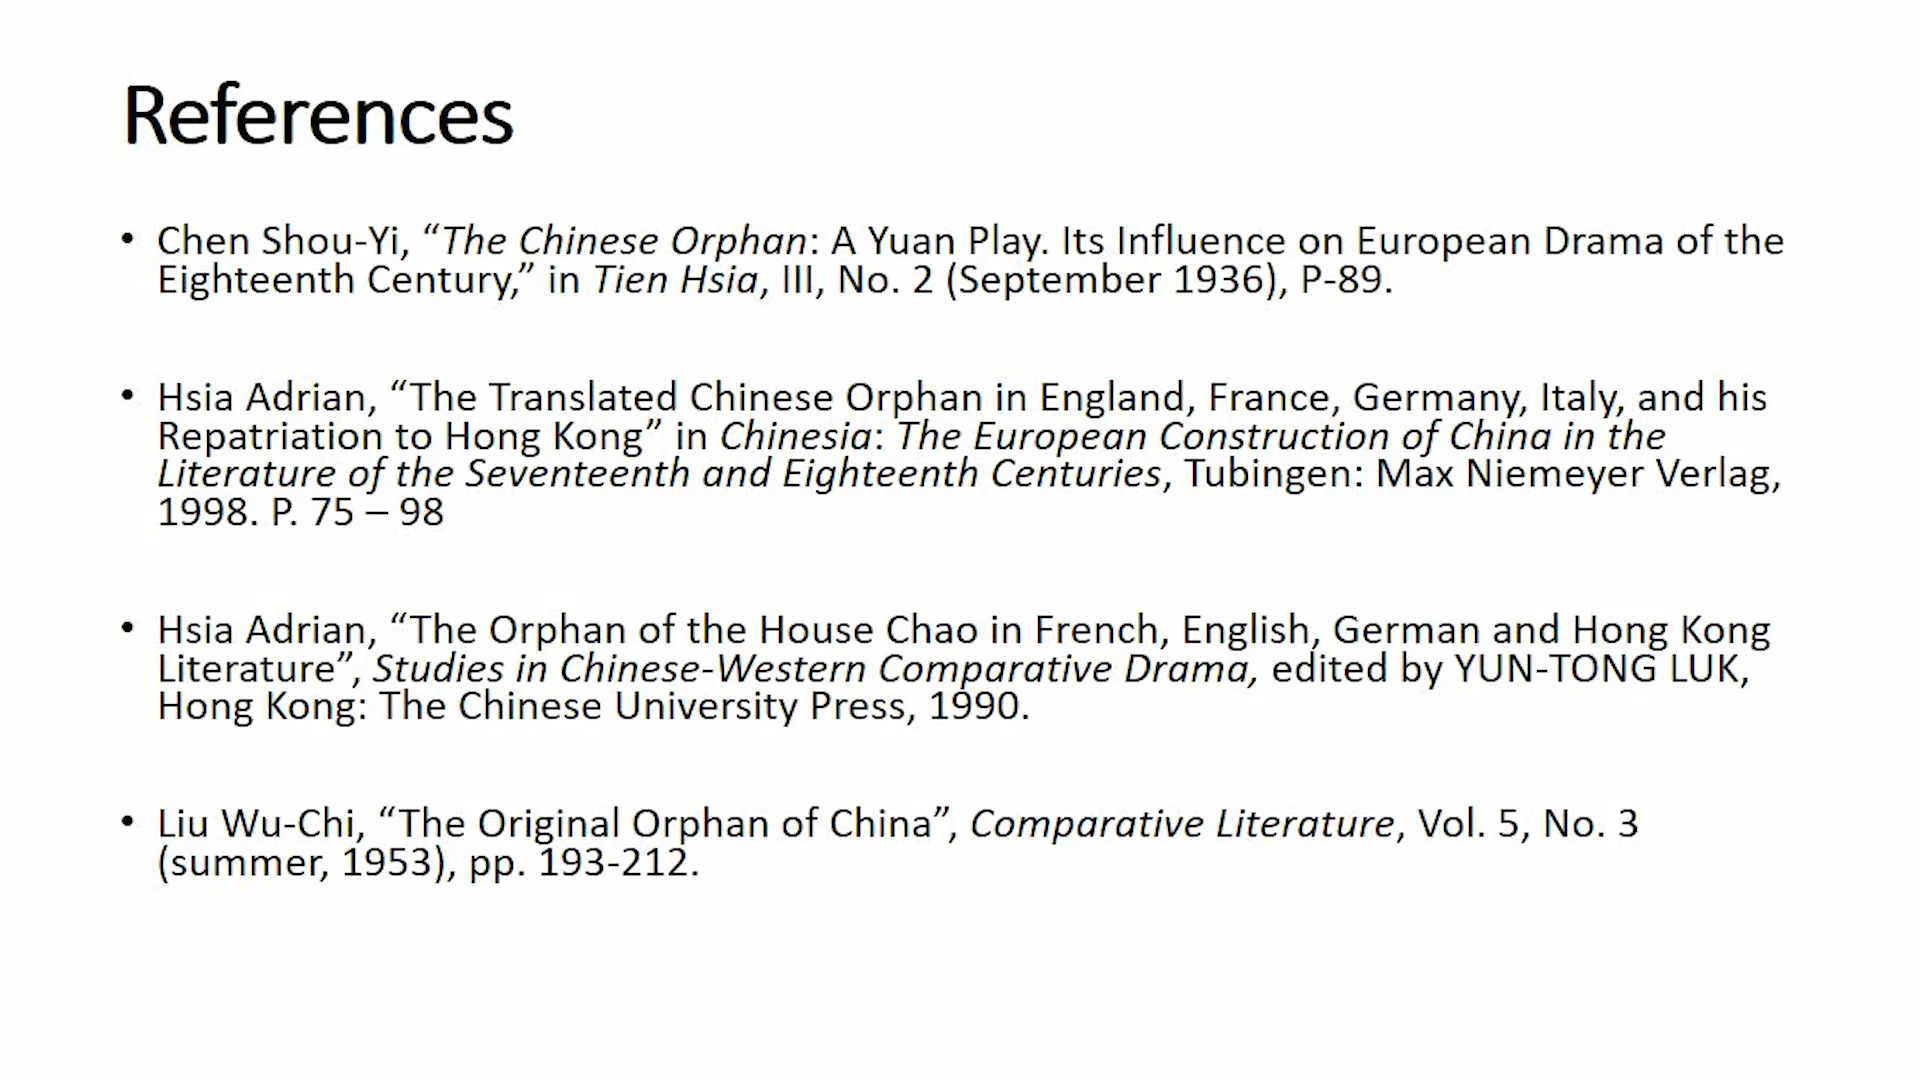 References
• Chen Shou-Yi, “The Chinese Orphan: A Yuan Play. Its Influence on European Drama of the
Eighteenth Century,” in Tien Hsia, III, No. 2 (September 1936), P-89.
• Hsia Adrian, “The Translated Chinese Orphan in England, France, Germany, Italy, and his
Repatriation to Hong Kong” in Chinesia: The European Construction of China in the
Literature of the Seventeenth and Eighteenth Centuries, Tubingen: Max Niemeyer Verlag,
1998. P. 75 – 98
• Hsia Adrian, “The Orphan of the House Chao in French, English, German and Hong Kong
Literature”, Studies in Chinese-Western Comparative Drama, edited by YUN-TONG LUK,
Hong Kong: The Chinese University Press, 1990.
• Liu Wu-Chi, “The Original Orphan of China”, Comparative Literature, Vol. 5, No. 3
(summer, 1953), pp. 193-212.